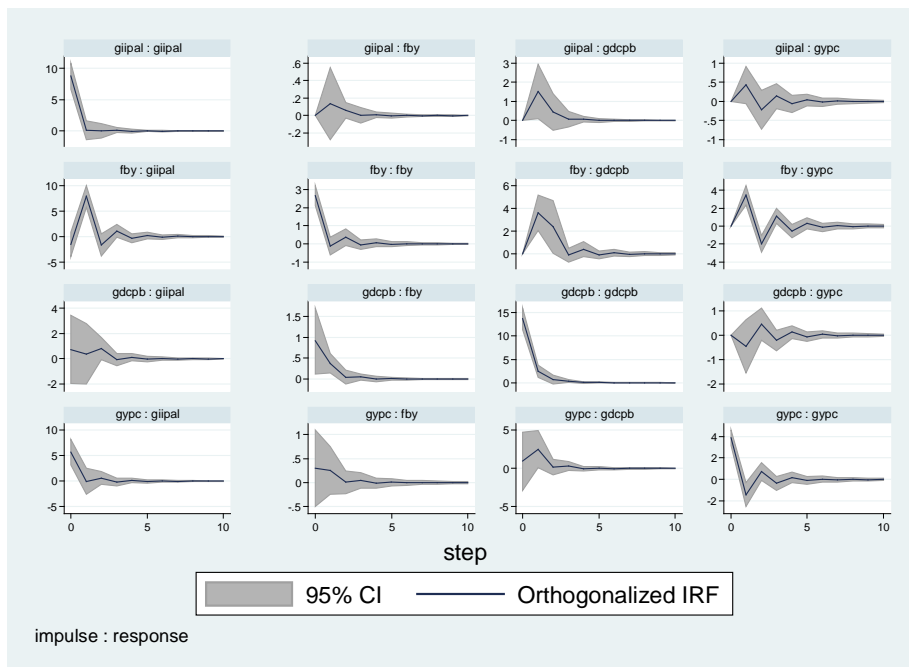 giipal : giipal
giipal : fby
giipal : gdcpb
giipal : gypc
10
5
0
.6
.4
.2
0
-.2
3
2
1
0
-1
1
.5
0
-.5
-1
fby : giipal
fby : fby
fby : gdcpb
fby : gypc
10
5
0
-5
3
2
1
0
-1
6
4
2
0
4
2
0
-2
-4
gdcpb : giipal
gdcpb : fby
gdcpb : gdcpb
gdcpb : gypc
4
2
0
-2
1.5
1
.5
0
15
10
5
0
1
0
-1
-2
gypc : giipal
gypc : fby
gypc : gdcpb
gypc : gypc
10
5
0
-5
1
.5
0
-.5
5
0
-5
4
2
0
-2
0 5 10
0 5 10
0 5 10
0 5 10
step
95% CI
Orthogonalized IRF
impulse : response